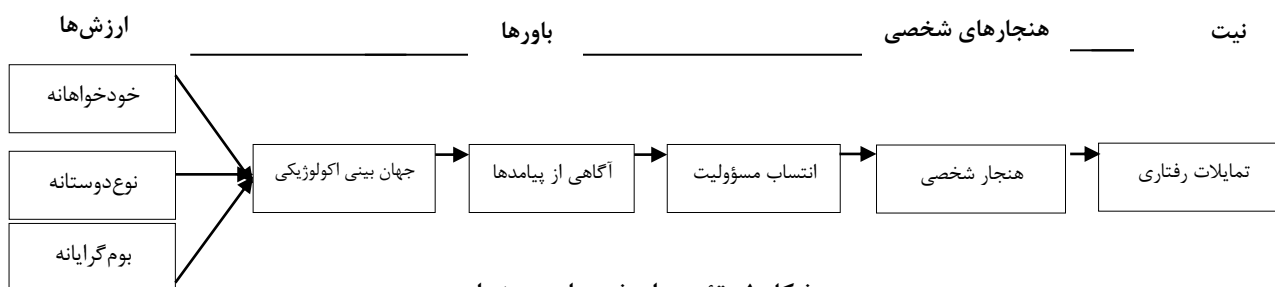 ارزش‌ها
باورها
هنجارهای شخصی
نیت
خودخواهانه
نوع‌دوستانه
بوم‌گرایانه
جهان بینی اکولوژیکی
آگاهی از پیامدها
انتساب مسؤولیت
هنجار شخصی
تمایلات رفتاری